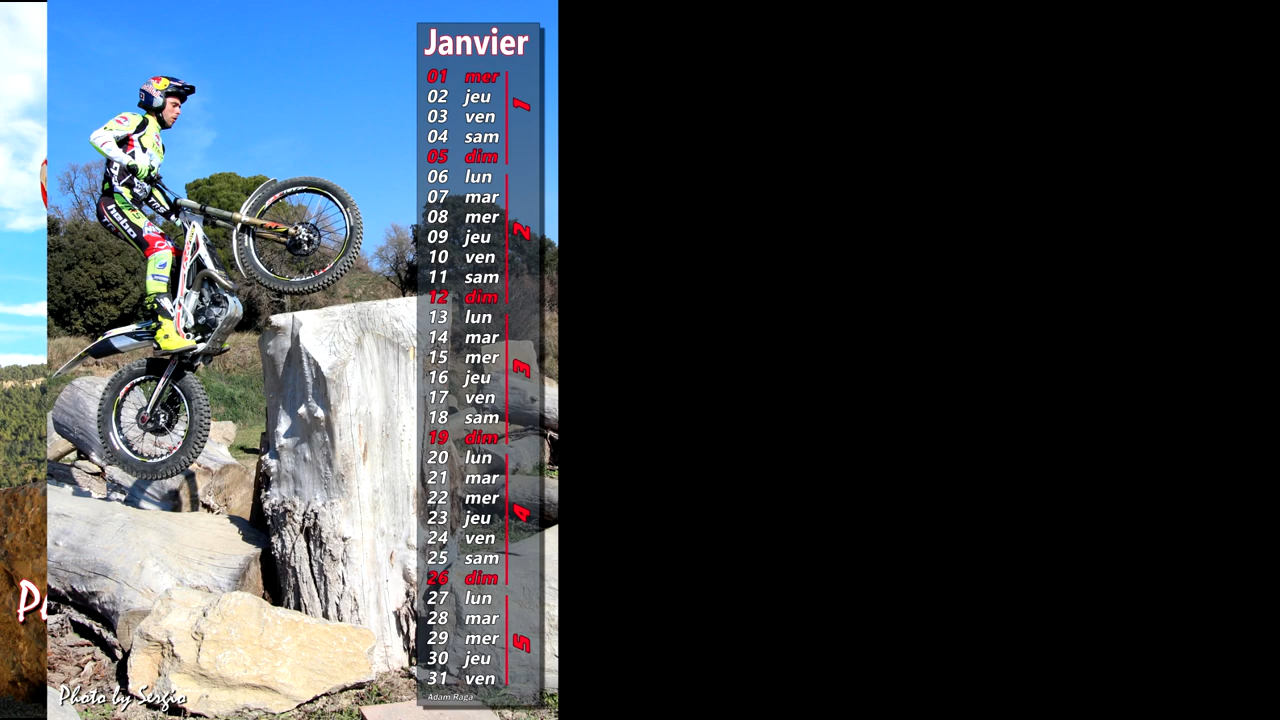 Janvier
01 mer
02 jeu
03 ven
04 sam
05 dim
1
06 lun
07 mar
08 mer
09 jeu
10 ven
11 sam
12 dim
2
13 lun
14 mar
15 mer
16 jeu
17 ven
18 sam
19 dim
3
20 lun
21 mar
22 mer
23 jeu
24 ven
25 sam
26 dim
4
27 lun
28 mar
29 mer
30 jeu
31 ven
5
Adam Raga
Photo by Sergio
hebo
TRS